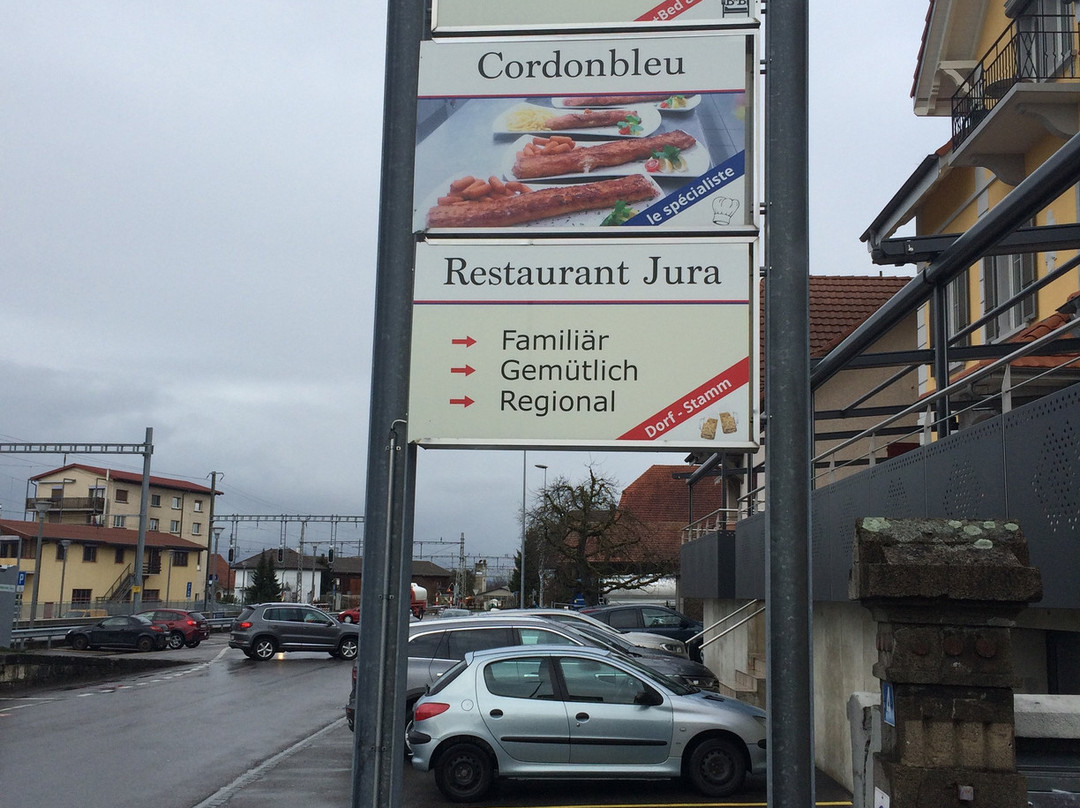 Cordonbleu
le spécialiste
Restaurant Jura
Familiär
Gemütlich
Regional
Dorf - Stamm